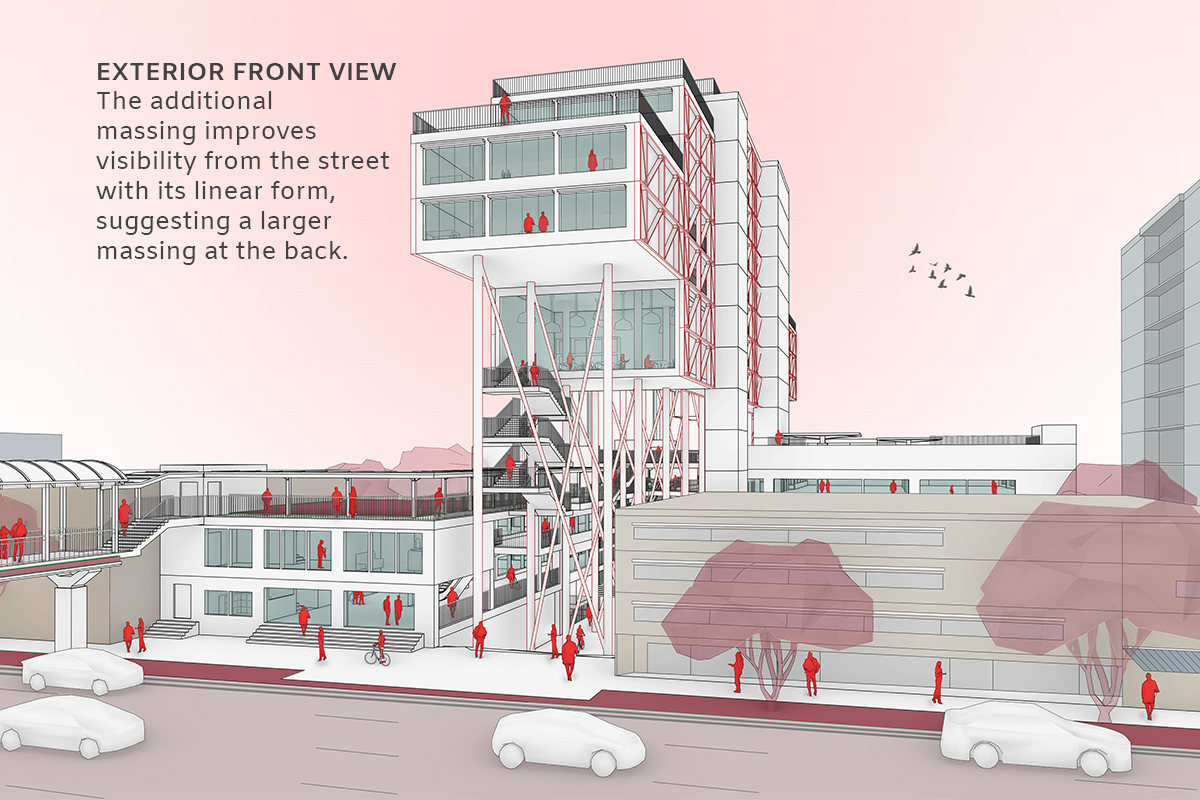 EXTERIOR FRONT VIEW
The additional
massing improves
visibility from the street
with its linear form,
suggesting a larger
massing at the back.